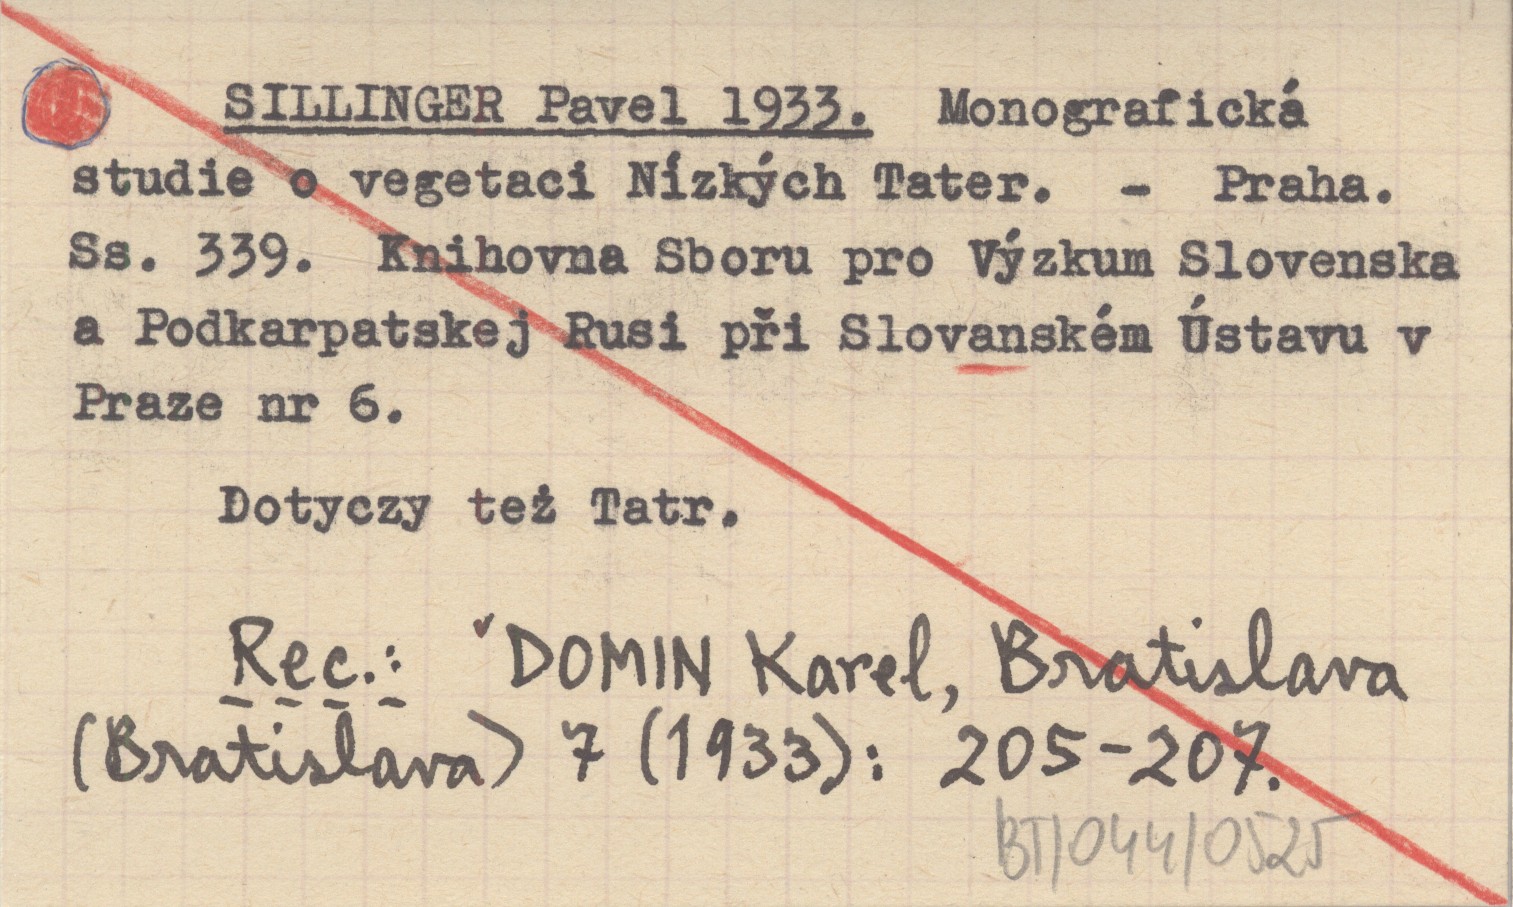 SILLINGER Pavel 1933. Monografická
studie o vegetaci Nízkých Tater. - Praha.
Ss. 339. Knihovna Sboru pro Výzkum Slovenska
a Podkarpatskej Rusi při Slovanském Ústavu v
Praze nr 6.
Dotyczy też Tatr.
Rec.: DOMIN Karel, Bratislava
(Bratislava) 7 (1933): 205-207.
BT/044/0525